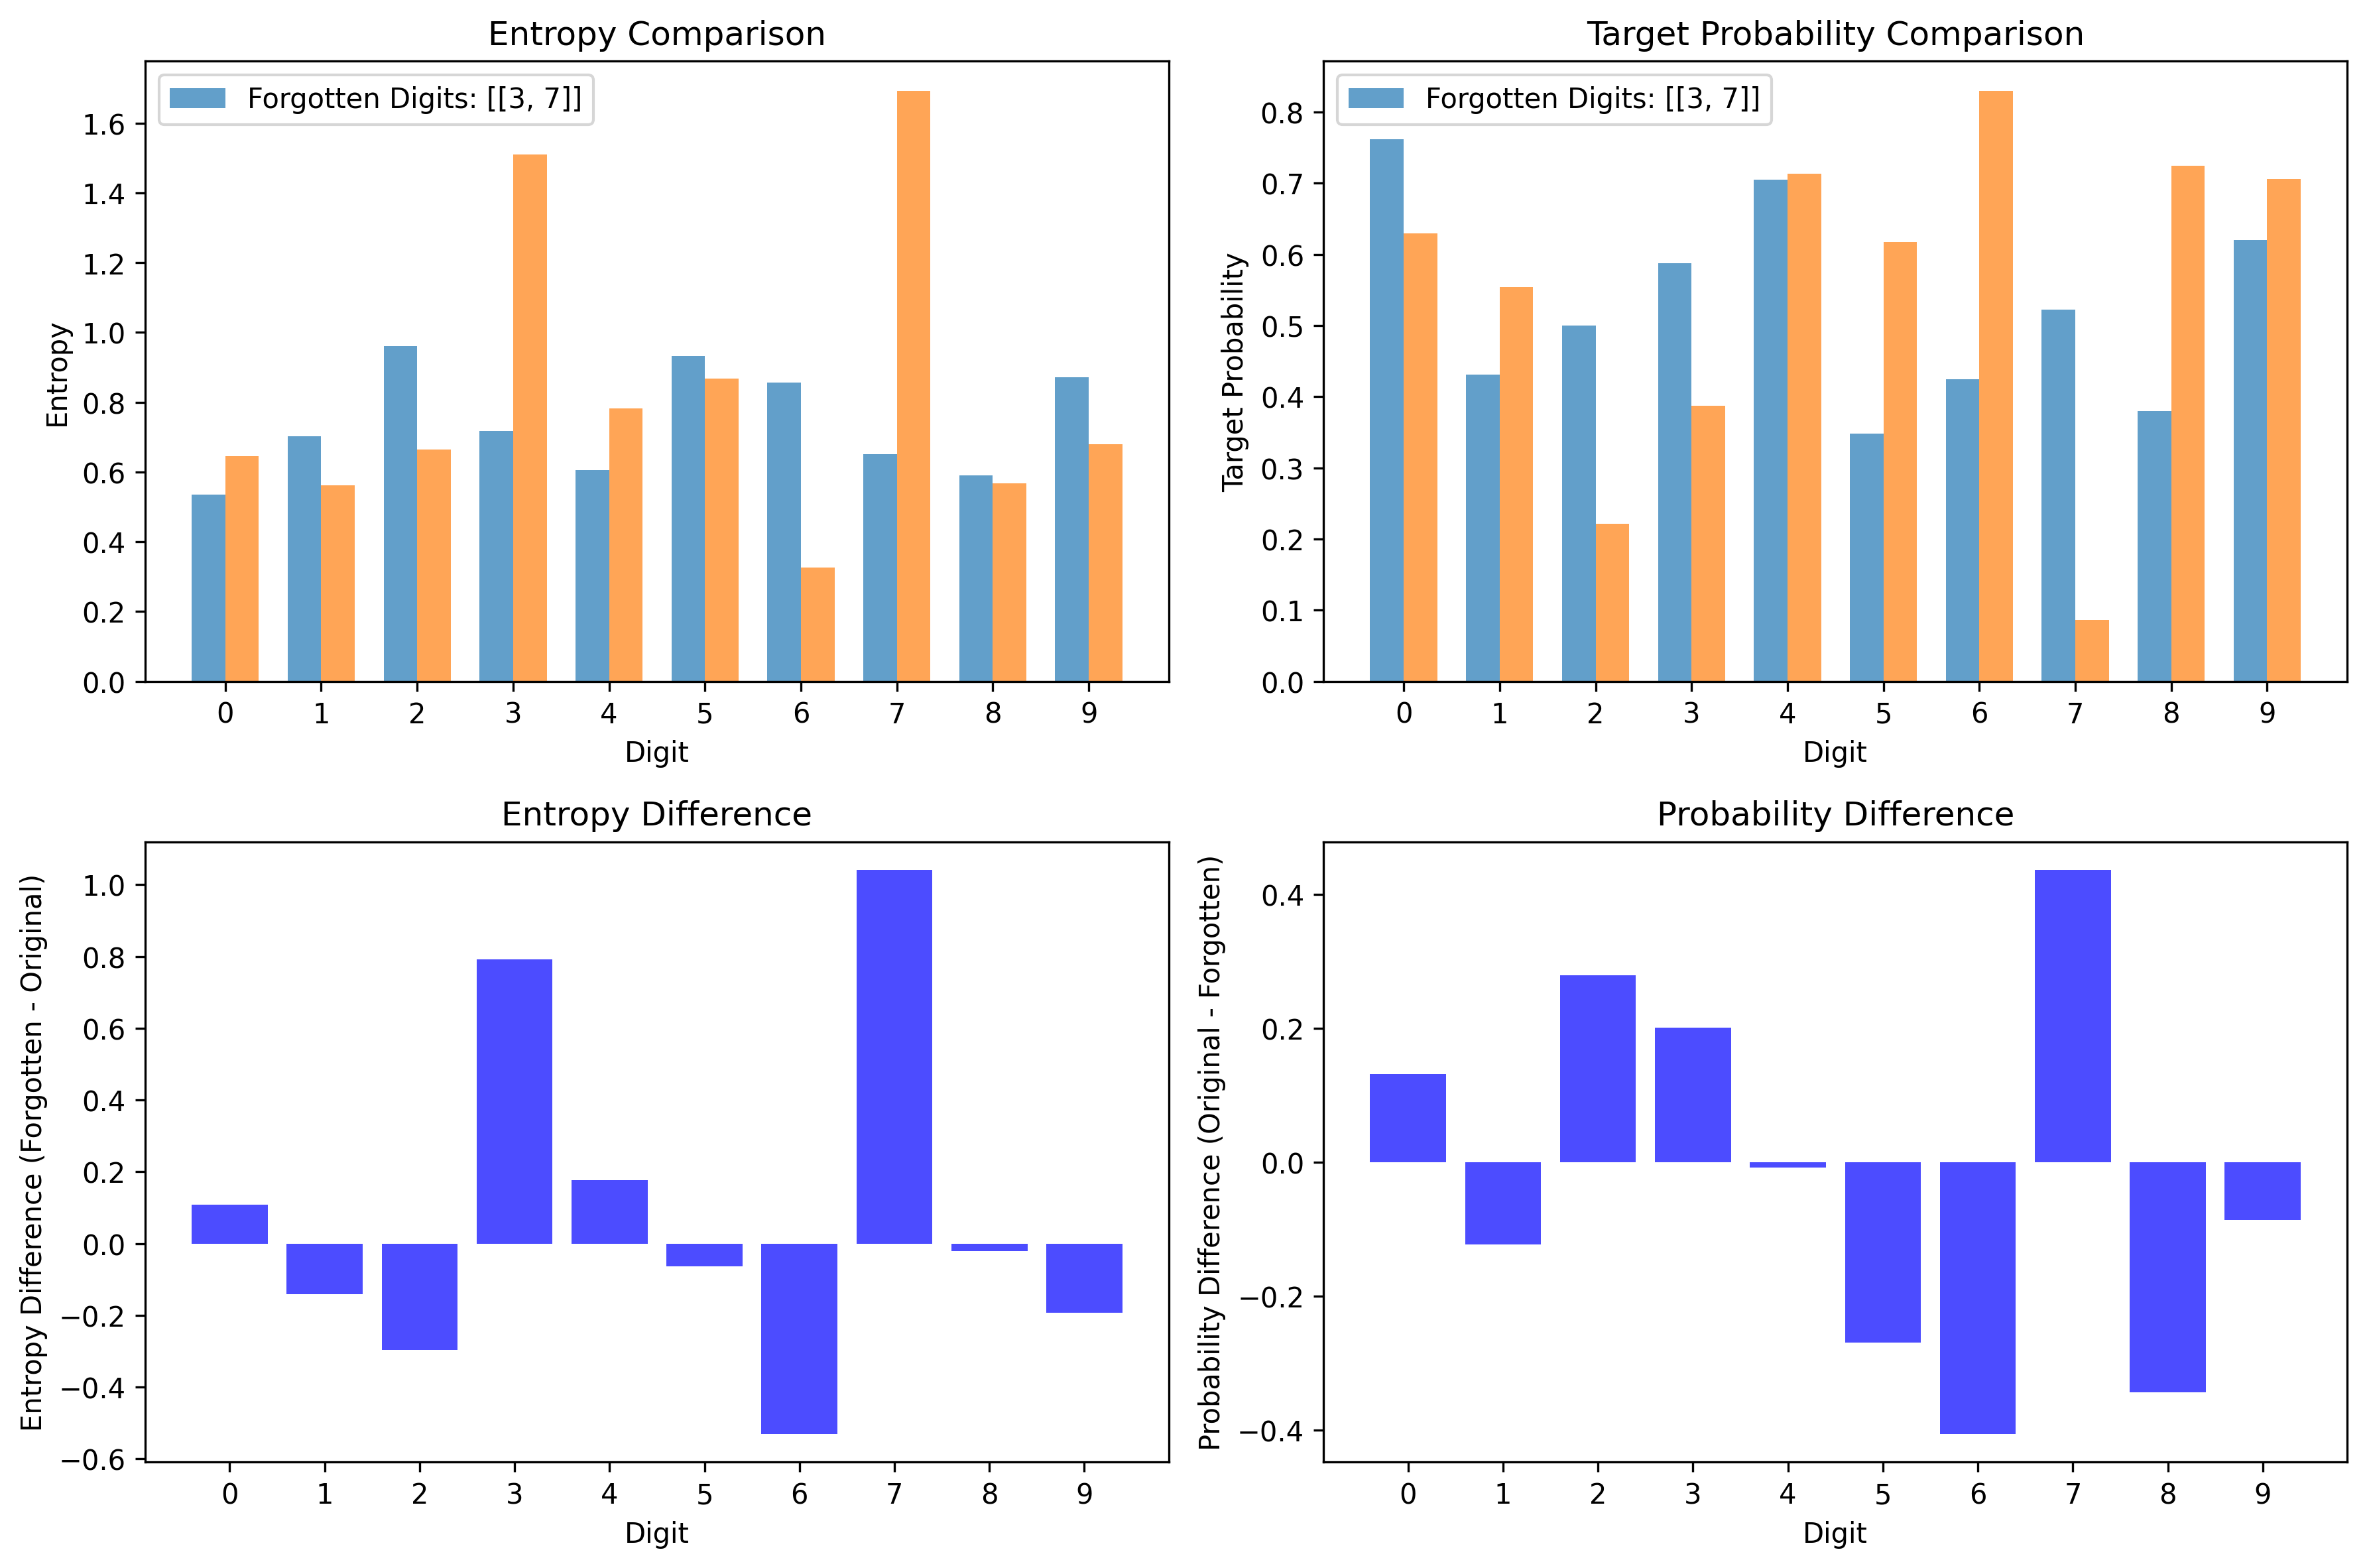 Entropy Comparison
Forgotten Digits: [[3, 7]]
Entropy
1.6
1.4
1.2
1.0
0.8
0.6
0.4
0.2
0.0
0 1 2 3 4 5 6 7 8 9
Digit
Target Probability Comparison
Forgotten Digits: [[3, 7]]
Target Probability
0.8
0.7
0.6
0.5
0.4
0.3
0.2
0.1
0.0
0 1 2 3 4 5 6 7 8 9
Digit
Entropy Difference
Entropy Difference (Forgotten - Original)
1.0
0.8
0.6
0.4
0.2
0.0
−0.2
−0.4
−0.6
0 1 2 3 4 5 6 7 8 9
Digit
Probability Difference
Probability Difference (Original - Forgotten)
0.4
0.2
0.0
−0.2
−0.4
0 1 2 3 4 5 6 7 8 9
Digit